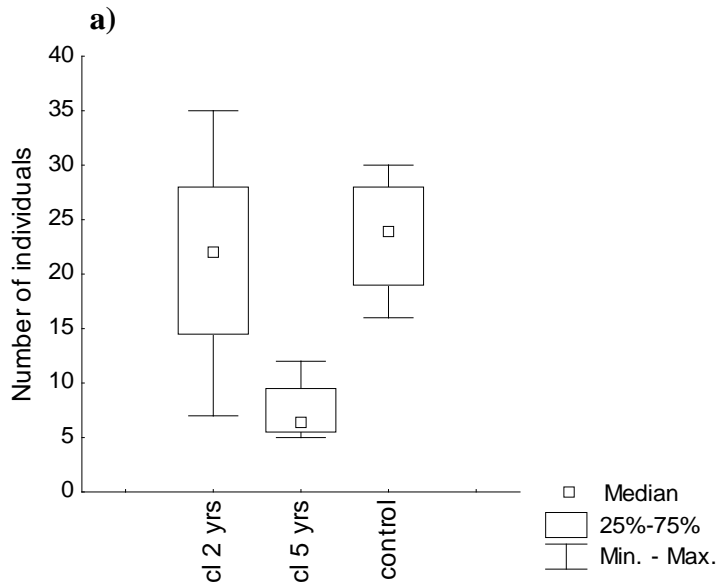 a)
40
35
30
25
20
15
10
5
0
Number of individuals
cl 2 yrs
cl 5 yrs
control
Median
25%-75%
Min. - Max.